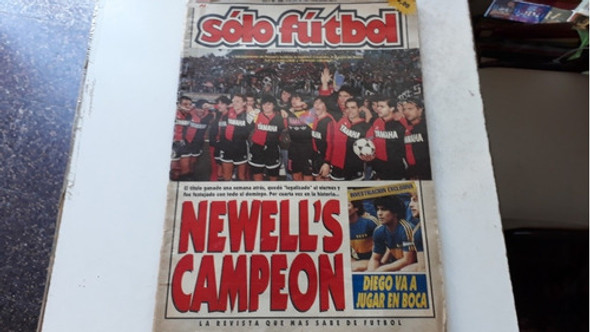 sólo fútbol
YAMAHA
YAMAHA
YAMAHA
YAMAHA
El título ganado una semana atrás, quedó "legalizado" el viernes y
fue festejado con todo el domingo. Por cuarta vez en la historia...
NEWELL'S
CAMPEON
INVESTIGACION EXCLUSIVA
DIEGO VA A
JUGAR EN BOCA
LA REVISTA QUE MAS SABE DE FUTBOL